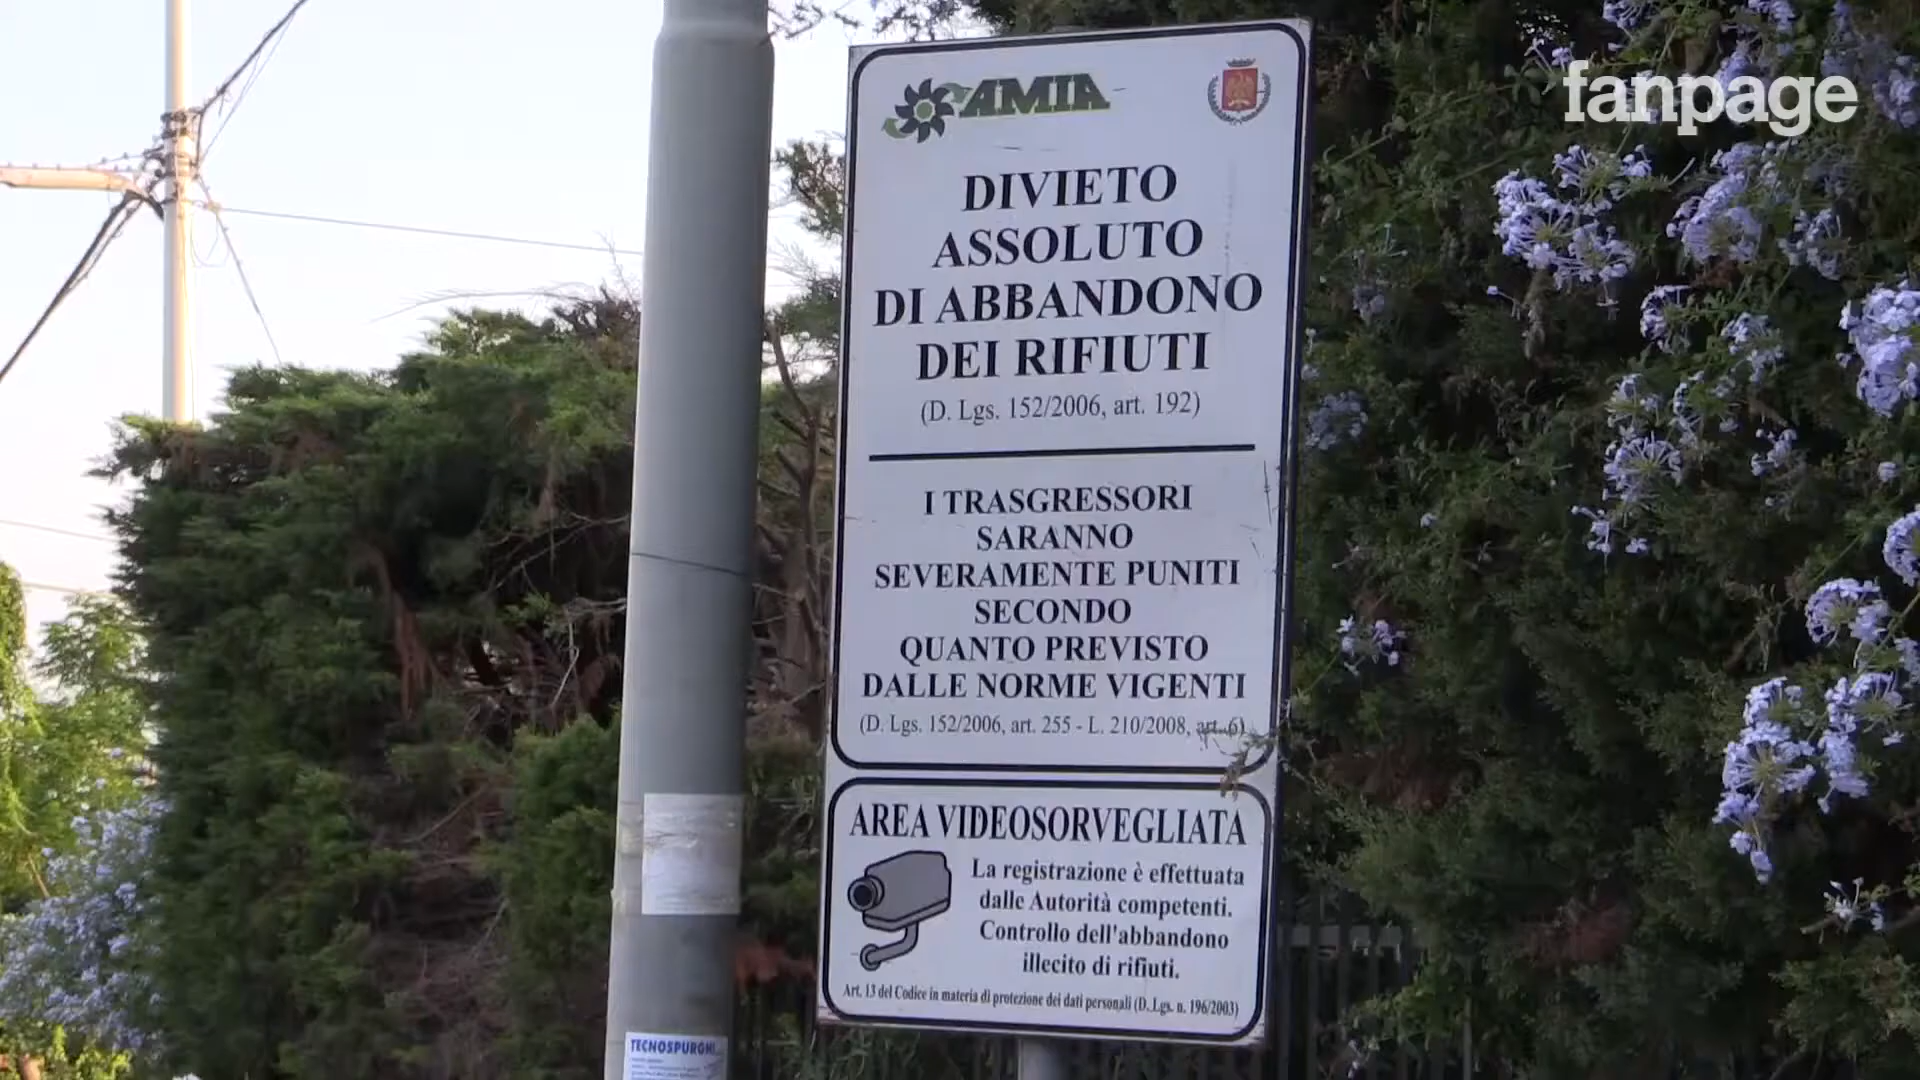 fanpage
AMIA
DIVIETO
ASSOLUTO
DI ABBANDONO
DEI RIFIUTI
(D. Lgs. 152/2006, art. 192)
I TRASGRESSORI
SARANNO
SEVERAMENTE PUNITI
SECONDO
QUANTO PREVISTO
DALLE NORME VIGENTI
(D. Lgs. 152/2006, art. 255 - L. 210/2008, art. 6)
AREA VIDEOSORVEGLIATA
La registrazione è effettuata
dalle Autorità competenti.
Controllo dell'abbandono
illecito di rifiuti.
Art. 13 del Codice in materia di protezione dei dati personali (D. Lgs. n. 196/2003)
TECNOSPURGHI